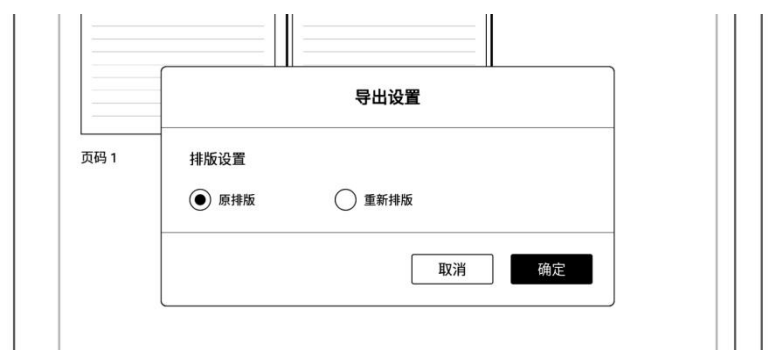 导出设置
页码 1
排版设置
原排版 重新排版
取消 确定